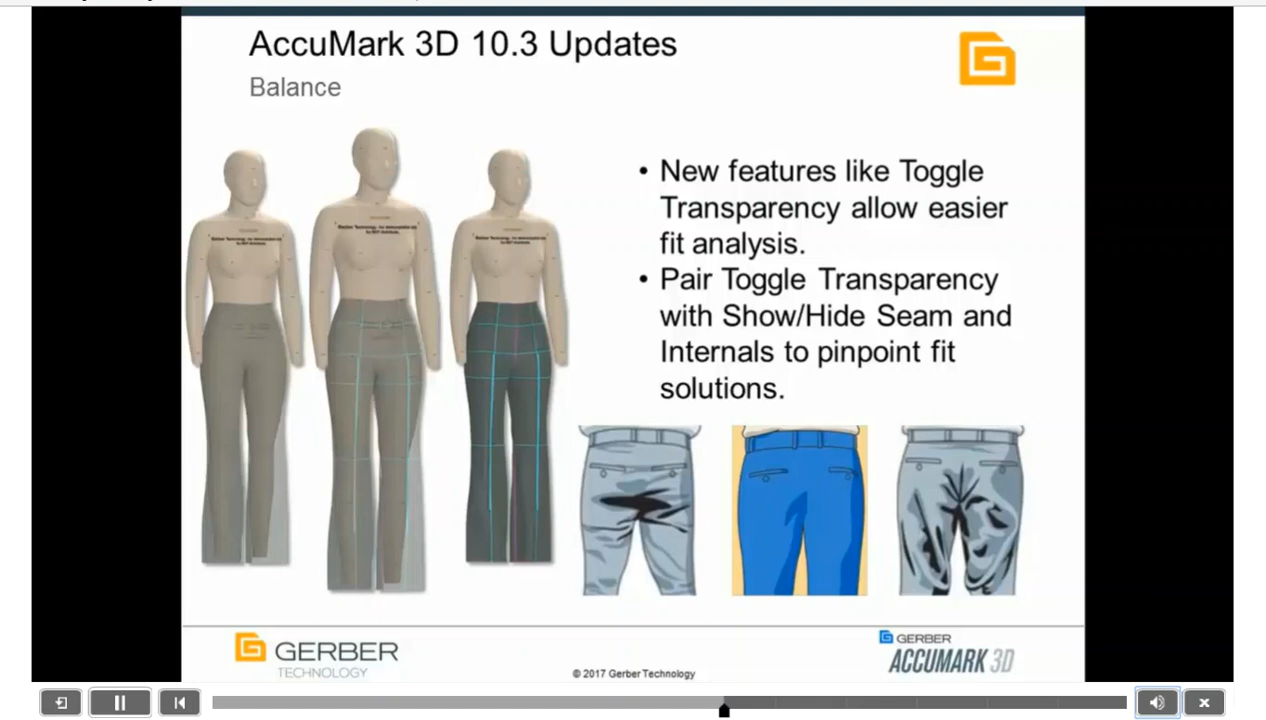 AccuMark 3D 10.3 Updates
Balance
• New features like Toggle
Transparency allow easier
fit analysis.
• Pair Toggle Transparency
with Show/Hide Seam and
Internals to pinpoint fit
solutions.
GERBER
TECHNOLOGY
© 2017 Gerber Technology
GERBER
ACCUMARK 3D